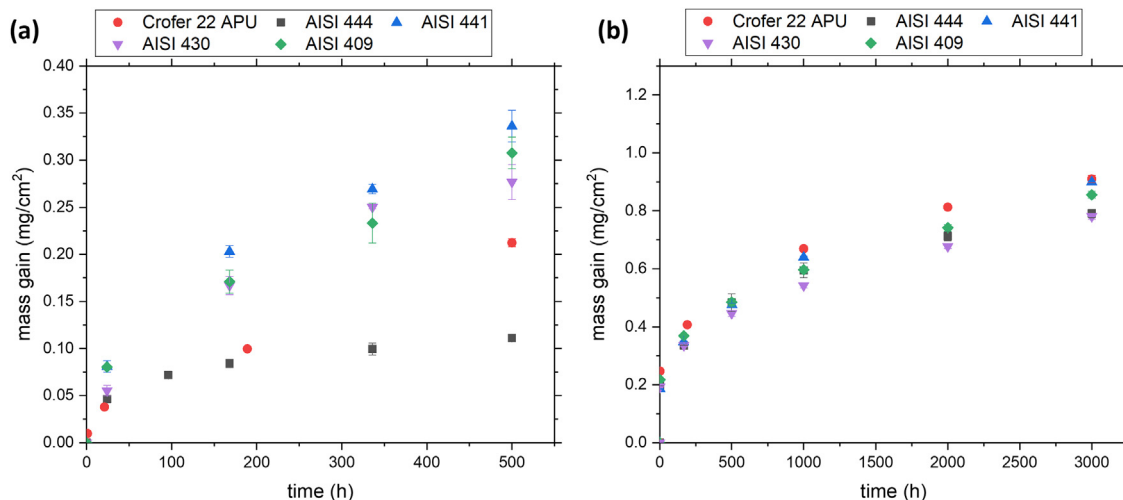 (a)
Crofer 22 APU AISI 444 AISI 441
AISI 430 AISI 409
0.40
0.35
0.30
0.25
0.20
0.15
0.10
0.05
0.00
mass gain (mg/cm²)
0 100 200 300 400 500
time (h)
(b)
Crofer 22 APU AISI 444 AISI 441
AISI 430 AISI 409
1.2
1.0
0.8
0.6
0.4
0.2
0.0
mass gain (mg/cm²)
0 500 1000 1500 2000 2500 3000
time (h)